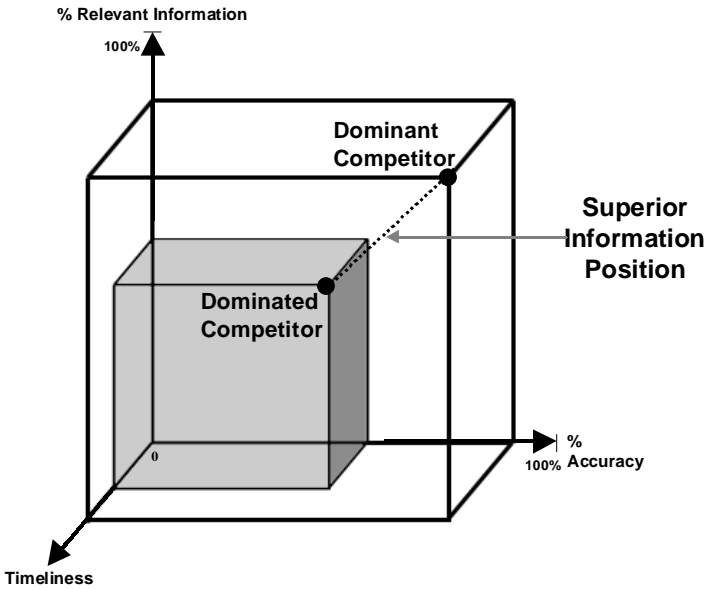 % Relevant Information
100%
Dominant
Competitor
Superior
Information
Position
Dominated
Competitor
0
%
Accuracy
100%
Timeliness